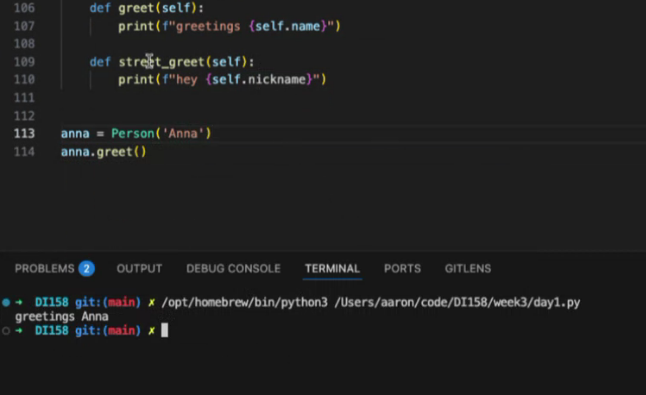 106 def greet(self):
107 print(f"greetings {self.name}")
108
109 def street_greet(self):
110 print(f"hey {self.nickname}")
111
112
113 anna = Person('Anna')
114 anna.greet()
PROBLEMS 2 OUTPUT DEBUG CONSOLE TERMINAL PORTS GITLENS
➜ DI158 git:(main) ✗ /opt/homebrew/bin/python3 /Users/aaron/code/DI158/week3/day1.py
greetings Anna
➜ DI158 git:(main) ✗